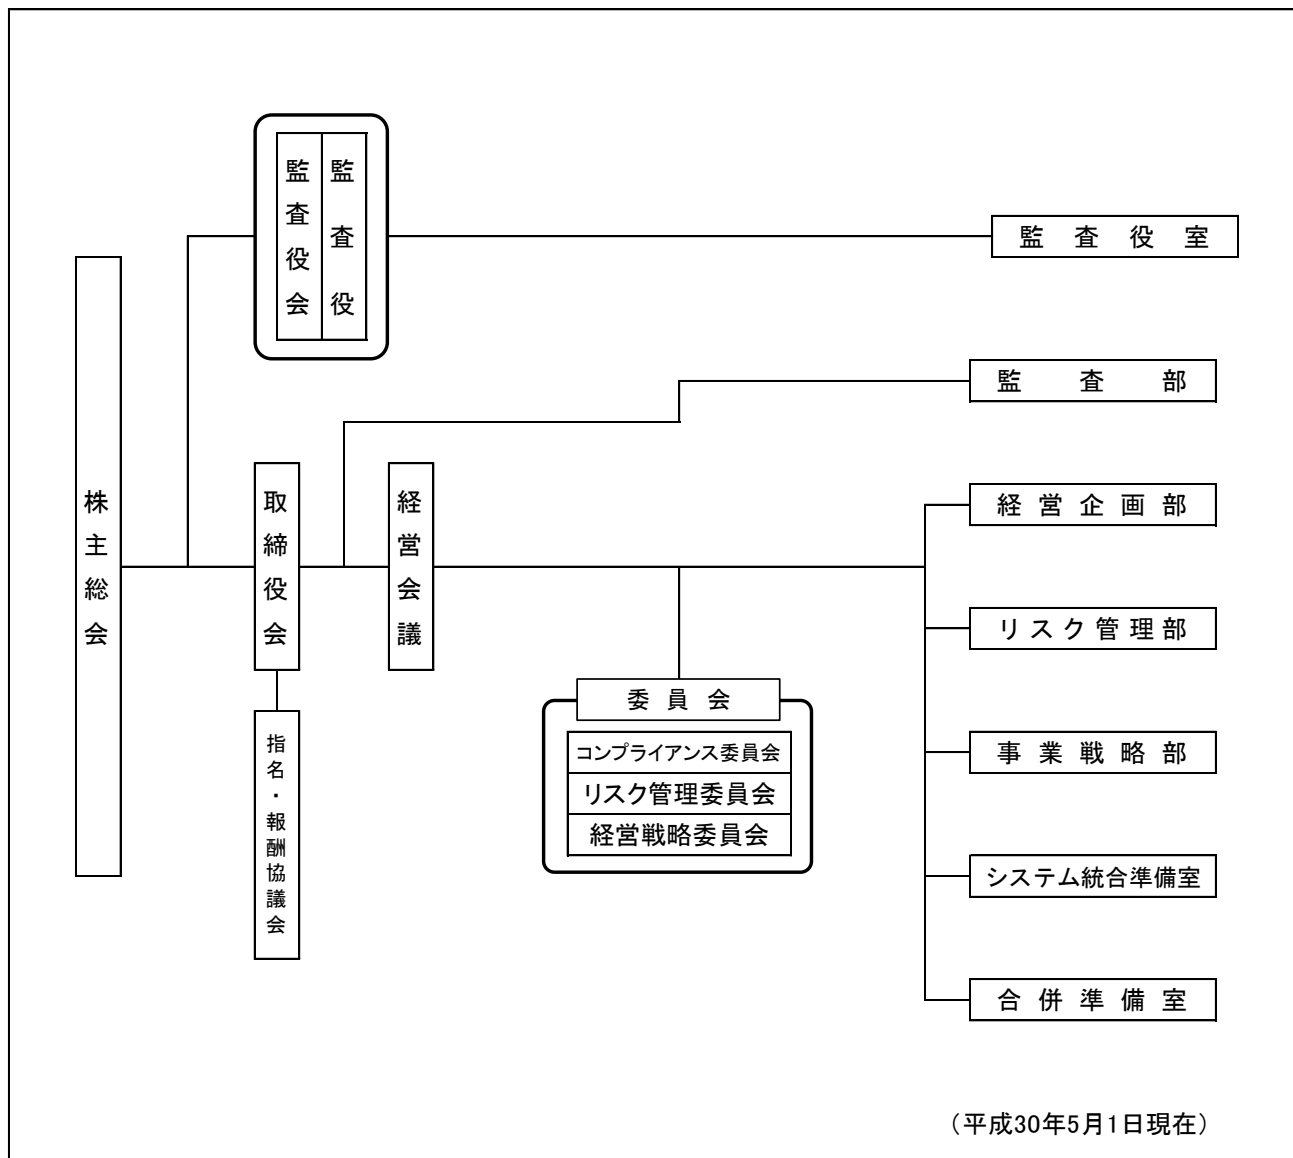 監査役会
監査役
監査役室
監査部
株主総会
取締役会
経営会議
経営企画部
リスク管理部
委員会
コンプライアンス委員会
リスク管理委員会
経営戦略委員会
指名・報酬協議会
事業戦略部
システム統合準備室
合併準備室
（平成30年5月1日現在）